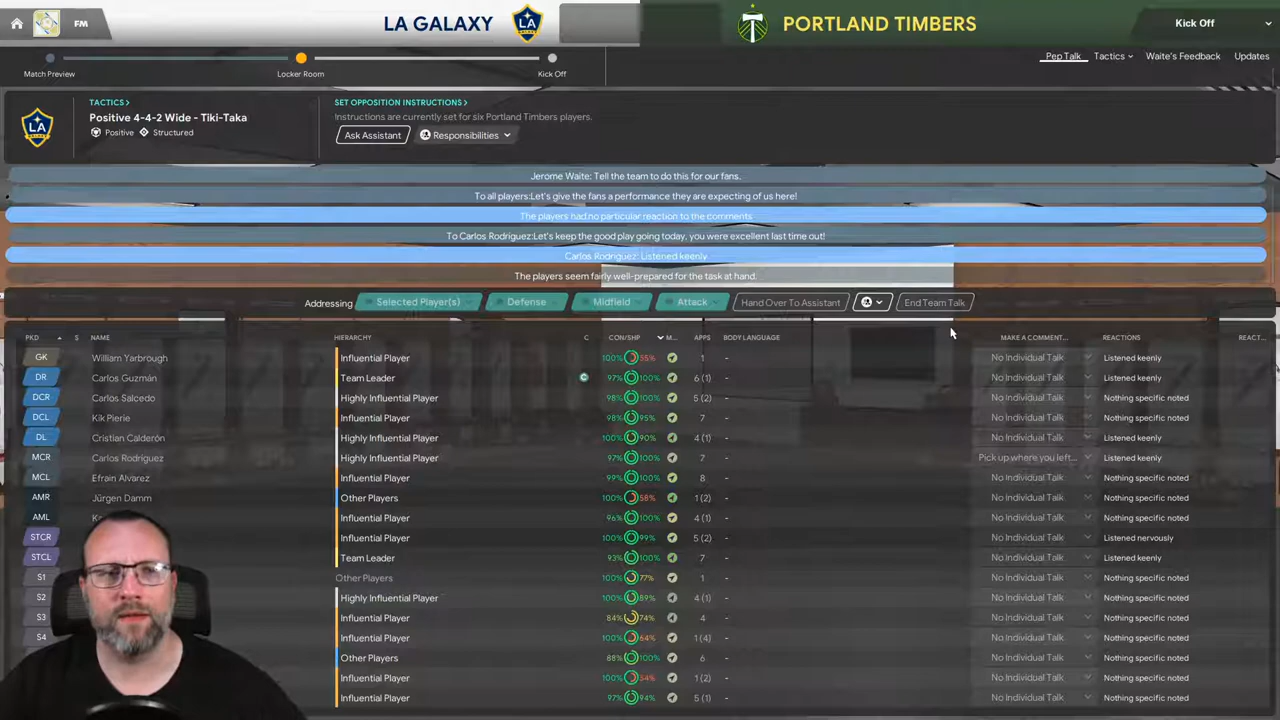 FM
LA GALAXY
LA
PORTLAND TIMBERS
Kick Off
Match Preview
Locker Room
Kick Off
Pep Talk
Tactics
Waite's Feedback
Updates
TACTICS >
Positive 4-4-2 Wide - Tiki-Taka
Positive Structured
LA
SET OPPOSITION INSTRUCTIONS >
Instructions are currently set for six Portland Timbers players.
Ask Assistant Responsibilities
Jerome Waite: Tell the team to do this for our fans.
To all players:Let's give the fans a performance they are expecting of us here!
The players had no particular reaction to the comments
To Carlos Rodríguez:Let's keep the good play going today, you were excellent last time out!
Carlos Rodríguez: Listened keenly
The players seem fairly well-prepared for the task at hand.
Addressing Selected Player(s) Defense Midfield Attack Hand Over To Assistant End Team Talk
PKD S NAME HIERARCHY C CON/SHP M... APPS BODY LANGUAGE MAKE A COMMENT... REACTIONS REACT...
GK William Yarbrough Influential Player 100% 55% 1 - No Individual Talk Listened keenly
DR Carlos Guzmán Team Leader 97% 100% 6 (1) - No Individual Talk Listened keenly
DCR Carlos Salcedo Highly Influential Player 98% 100% 5 (2) - No Individual Talk Nothing specific noted
DCL Kik Pierie Influential Player 98% 95% 7 - No Individual Talk Nothing specific noted
DL Cristian Calderón Highly Influential Player 100% 90% 4 (1) - No Individual Talk Nothing specific noted
MCR Carlos Rodríguez Highly Influential Player 97% 100% 7 - Pick up where you left... Listened keenly
MCL Efraín Alvarez Influential Player 99% 100% 8 - No Individual Talk Nothing specific noted
AMR Jürgen Damm Other Players 100% 58% 1 (2) - No Individual Talk Nothing specific noted
AML Influential Player 96% 100% 4 (1) - No Individual Talk Nothing specific noted
STCR Influential Player 100% 99% 5 (2) - No Individual Talk Listened nervously
STCL Team Leader 93% 100% 7 - No Individual Talk Listened keenly
S1 Other Players 100% 77% 1 - No Individual Talk Nothing specific noted
S2 Highly Influential Player 100% 89% 4 (1) - No Individual Talk Nothing specific noted
S3 Influential Player 84% 74% 4 - No Individual Talk Nothing specific noted
S4 Influential Player 100% 64% 1 (4) - No Individual Talk Nothing specific noted
Other Players 88% 100% 6 - No Individual Talk Nothing specific noted
Influential Player 100% 54% 1 (2) - No Individual Talk Nothing specific noted
Influential Player 97% 94% 5 (1) - No Individual Talk Nothing specific noted